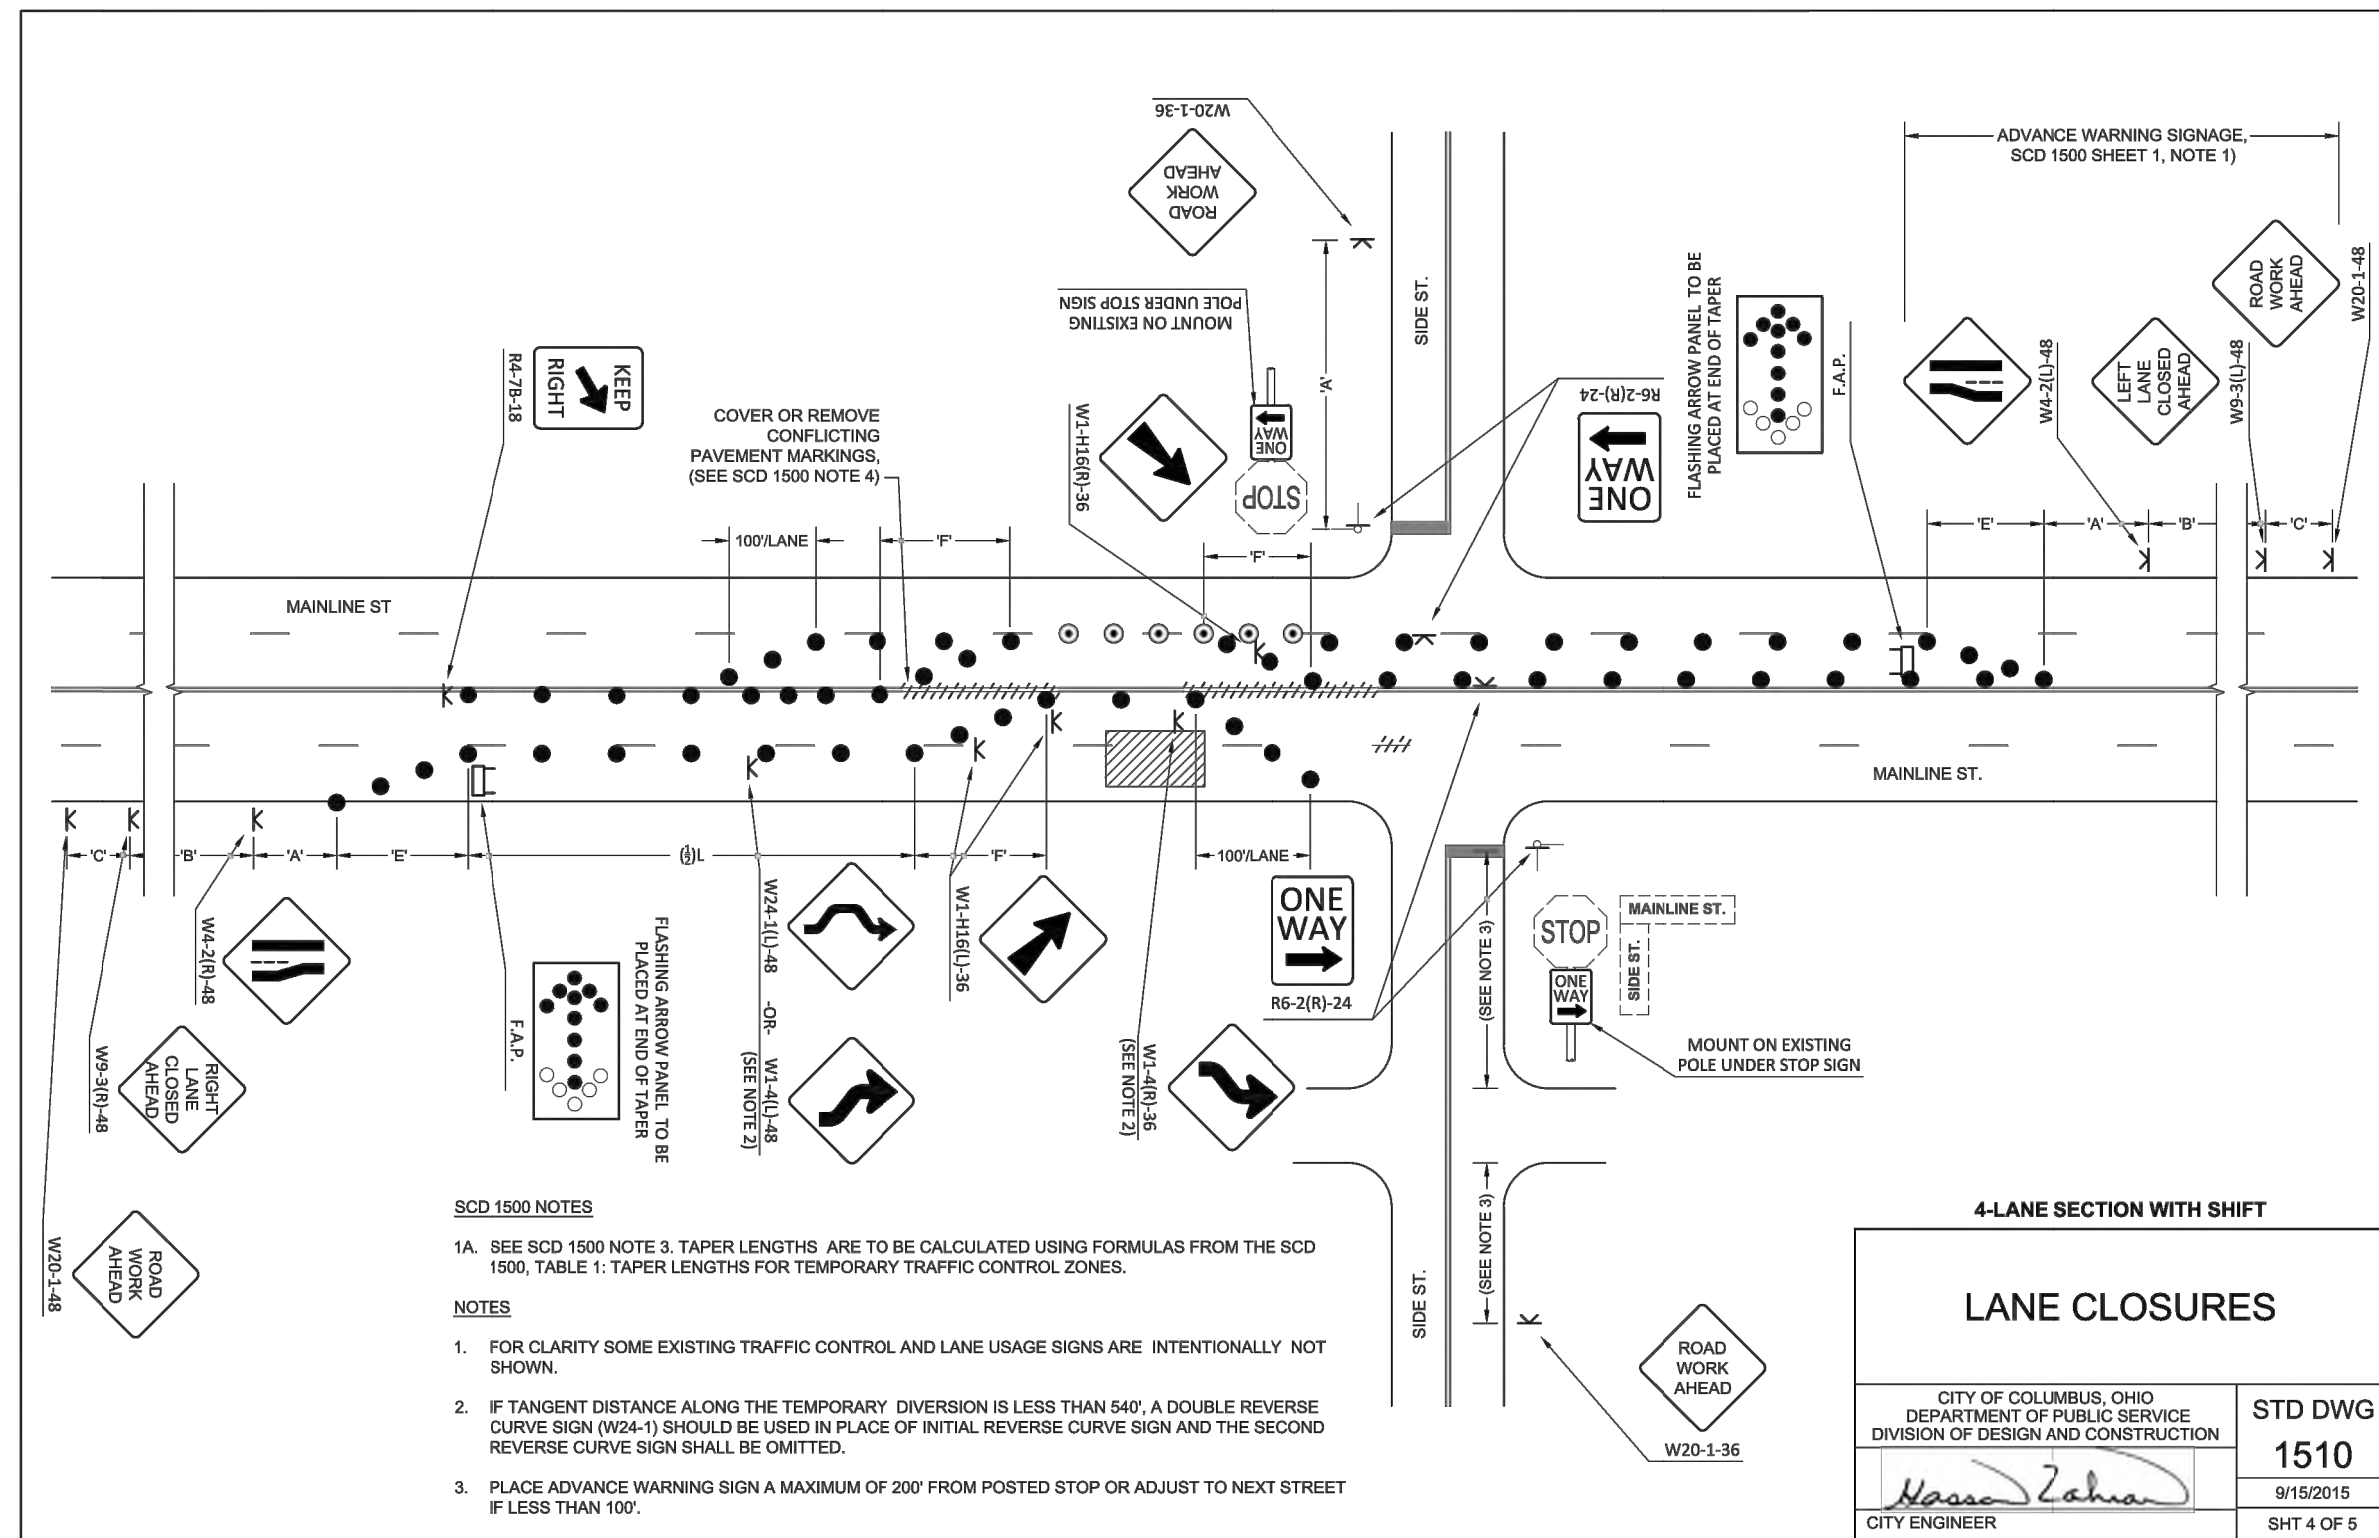 W20-1-36
ROAD
WORK
AHEAD
ADVANCE WARNING SIGNAGE,
SCD 1500 SHEET 1, NOTE 1)
MOUNT ON EXISTING
POLE UNDER STOP SIGN
ONE
WAY
STOP
'A'
SIDE ST.
R4-7B-18
KEEP
RIGHT
COVER OR REMOVE
CONFLICTING
PAVEMENT MARKINGS,
(SEE SCD 1500 NOTE 4)
W1-H16(R)-36
R6-2(R)-24
ONE
WAY
FLASHING ARROW PANEL TO BE
PLACED AT END OF TAPER
F.A.P.
W4-2(L)-48
LEFT
LANE
CLOSED
AHEAD
W9-3(L)-48
ROAD
WORK
AHEAD
W20-1-48
100'/LANE
'F'
'F'
'E'
'A'
'B'
'C'
MAINLINE ST
MAINLINE ST.
'C'
'B'
'A'
'E'
(½)L
'F'
100'/LANE
W20-1-48
ROAD
WORK
AHEAD
W9-3(R)-48
RIGHT
LANE
CLOSED
AHEAD
W4-2(R)-48
F.A.P.
FLASHING ARROW PANEL TO BE
PLACED AT END OF TAPER
W24-1(L)-48 -OR- W1-4(L)-48
(SEE NOTE 2)
W1-H16(L)-36
W1-4(R)-36
(SEE NOTE 2)
ONE
WAY
R6-2(R)-24
(SEE NOTE 3)
STOP
ONE
WAY
MAINLINE ST.
SIDE ST.
MOUNT ON EXISTING
POLE UNDER STOP SIGN
(SEE NOTE 3)
SIDE ST.
ROAD
WORK
AHEAD
W20-1-36
SCD 1500 NOTES
1A. SEE SCD 1500 NOTE 3. TAPER LENGTHS ARE TO BE CALCULATED USING FORMULAS FROM THE SCD
1500, TABLE 1: TAPER LENGTHS FOR TEMPORARY TRAFFIC CONTROL ZONES.
NOTES
1. FOR CLARITY SOME EXISTING TRAFFIC CONTROL AND LANE USAGE SIGNS ARE INTENTIONALLY NOT
SHOWN.
2. IF TANGENT DISTANCE ALONG THE TEMPORARY DIVERSION IS LESS THAN 540', A DOUBLE REVERSE
CURVE SIGN (W24-1) SHOULD BE USED IN PLACE OF INITIAL REVERSE CURVE SIGN AND THE SECOND
REVERSE CURVE SIGN SHALL BE OMITTED.
3. PLACE ADVANCE WARNING SIGN A MAXIMUM OF 200' FROM POSTED STOP OR ADJUST TO NEXT STREET
IF LESS THAN 100'.
4-LANE SECTION WITH SHIFT
LANE CLOSURES
CITY OF COLUMBUS, OHIO
DEPARTMENT OF PUBLIC SERVICE
DIVISION OF DESIGN AND CONSTRUCTION
CITY ENGINEER
STD DWG
1510
9/15/2015
SHT 4 OF 5